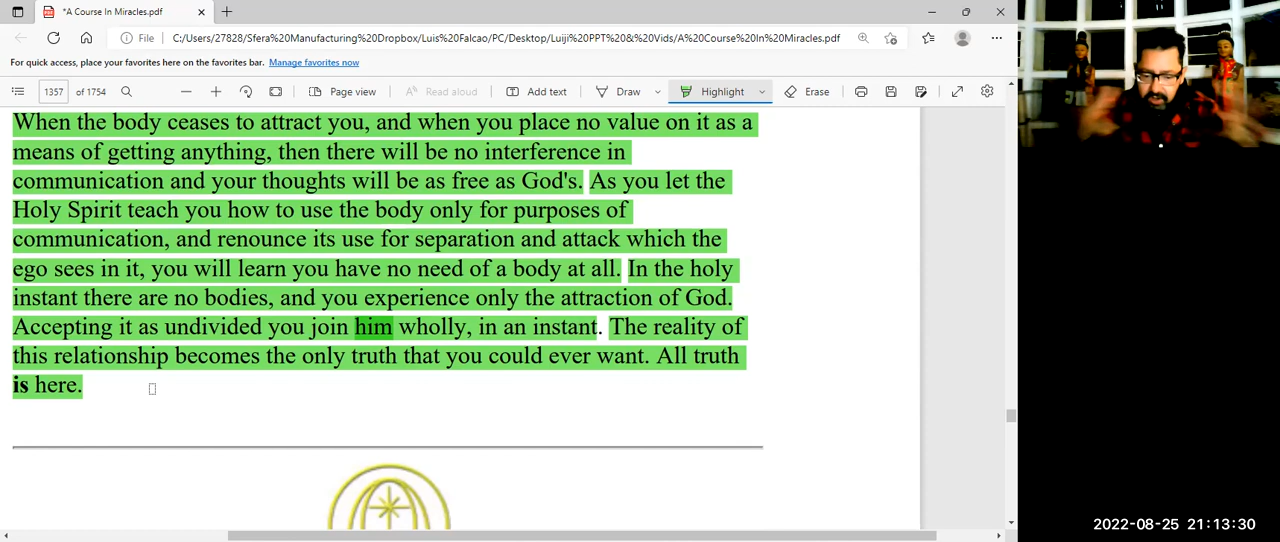 *A Course In Miracles.pdf
File C:/Users/27828/Sfera%20Manufacturing%20Dropbox/Luis%20Falcao/PC/Desktop/Luiji%20PPT%20&%20Vids/A%20Course%20In%20Miracles.pdf
For quick access, place your favorites here on the favorites bar. Manage favorites now
1357 of 1754 Page view Read aloud Add text Draw Highlight Erase
When the body ceases to attract you, and when you place no value on it as a
means of getting anything, then there will be no interference in
communication and your thoughts will be as free as God's. As you let the
Holy Spirit teach you how to use the body only for purposes of
communication, and renounce its use for separation and attack which the
ego sees in it, you will learn you have no need of a body at all. In the holy
instant there are no bodies, and you experience only the attraction of God.
Accepting it as undivided you join him wholly, in an instant. The reality of
this relationship becomes the only truth that you could ever want. All truth
is here.
2022-08-25 21:13:30